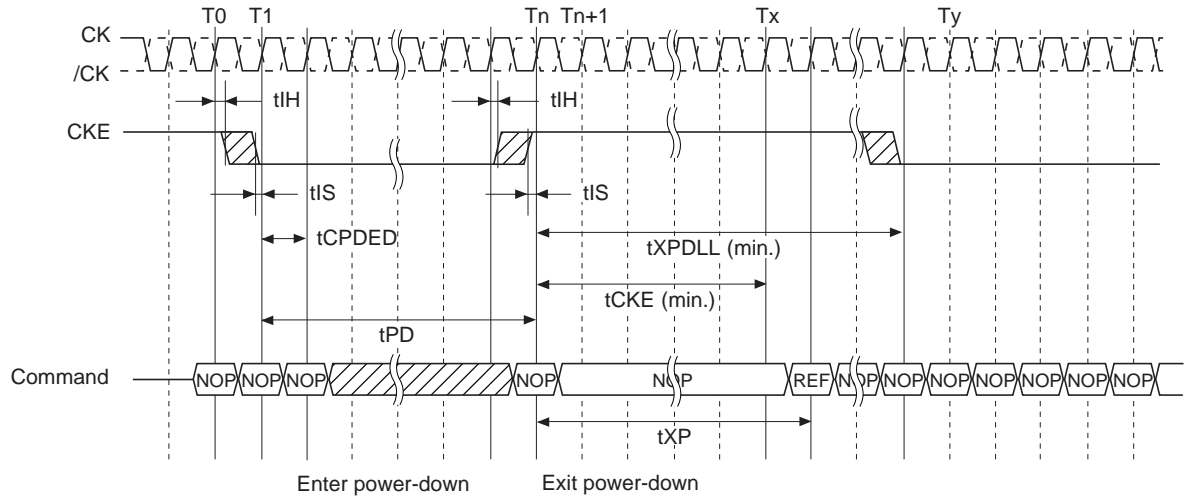 T0 T1 Tn Tn+1 Tx Ty
CK
/CK
tIH tIH
CKE
tIS tIS
tCPDED
tXPDLL (min.)
tCKE (min.)
tPD
Command NOP NOP NOP NOP NOP REF NOP NOP NOP NOP NOP NOP NOP
tXP
Enter power-down Exit power-down